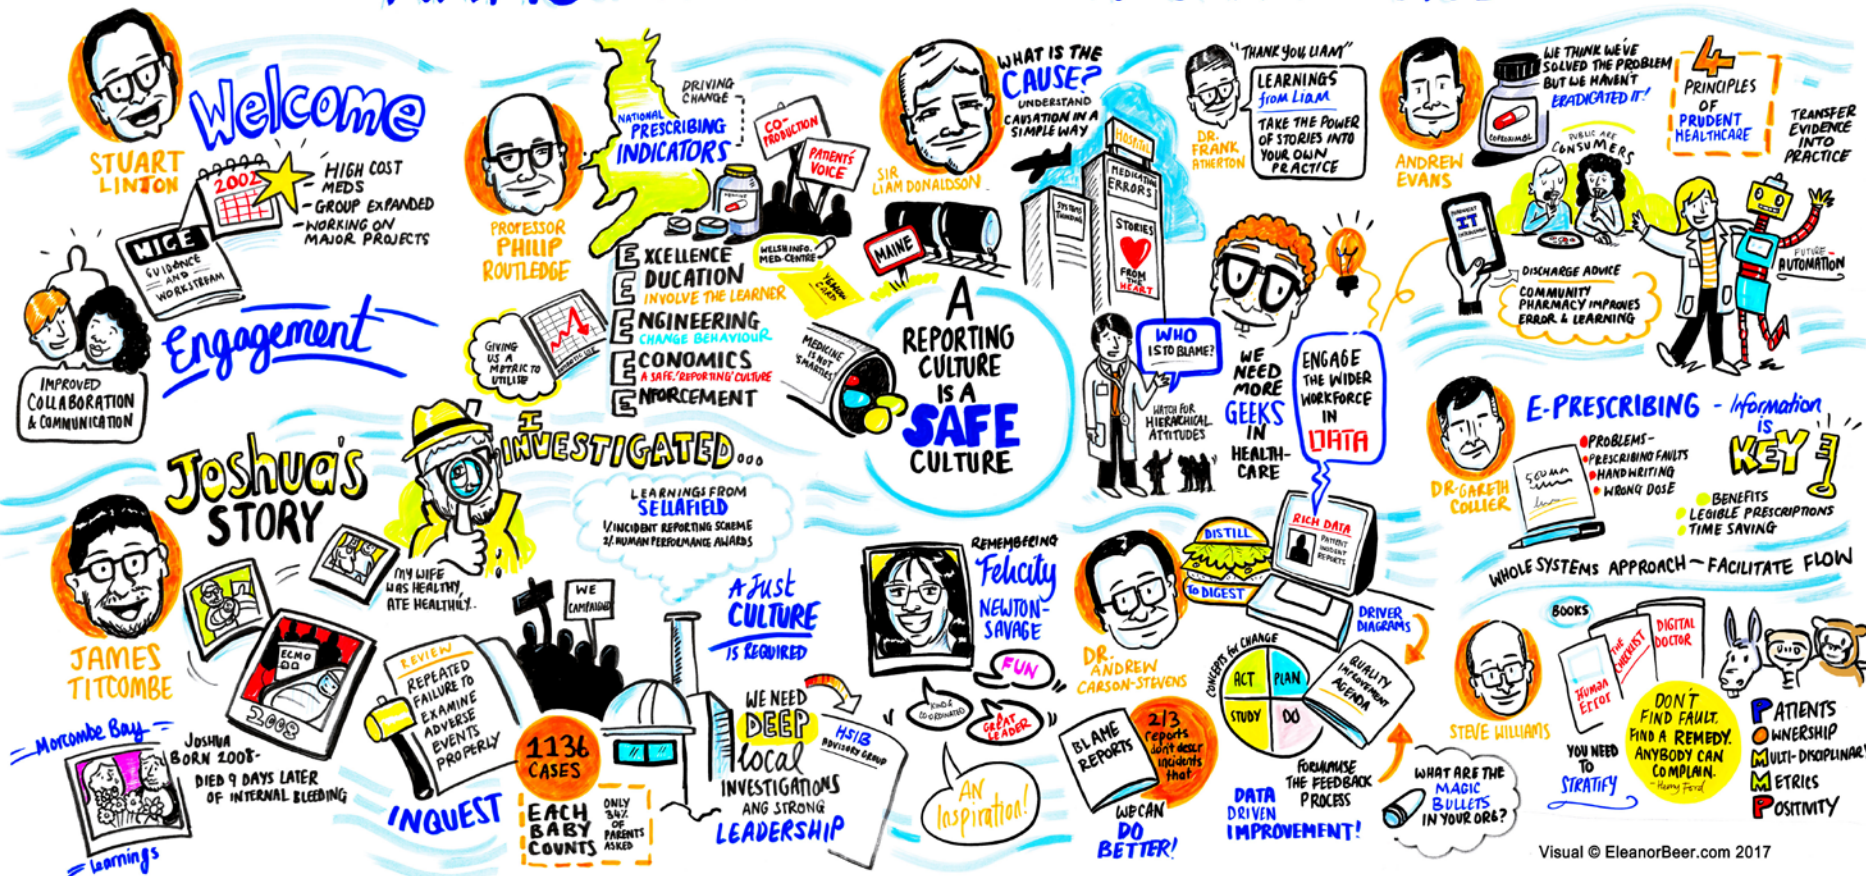 Welcome
STUART
LINTON
2002
- HIGH COST
MEDS
- GROUP EXPANDED
- WORKING ON
MAJOR PROJECTS
GUIDANCE
AND
WORKSTREAM
Engagement
IMPROVED
COLLABORATION
& COMMUNICATION
PROFESSOR
PHILIP
ROUTLEDGE
DRIVING
CHANGE
NATIONAL
PRESCRIBING
INDICATORS
CO-
PRODUCTION
PATIENTS
VOICE
EXCELLENCE
EDUCATION
INVOLVE THE LEARNER
ENGINEERING
CHANGE BEHAVIOUR
ECONOMICS
A SAFE 'REPORTING' CULTURE
ENFORCEMENT
WELSH INFO.
MED-CENTRE
YELLOW
CARD
GIVING
US A
METRIC TO
UTILISE
MEDICINE
IS NOT
'SMARTIES'
SIR
LIAM DONALDSON
WHAT IS THE
CAUSE?
UNDERSTAND
CAUSATION IN A
SIMPLE WAY
MAINE
A
REPORTING
CULTURE
IS A
SAFE
CULTURE
HOSPITAL
MEDICATION
ERRORS
SYSTEMS
THINKING
STORIES
FROM
THE
HEART
"THANK YOU LIAM"
DR.
FRANK
ATHERTON
LEARNINGS
from LIAM
TAKE THE POWER
OF STORIES INTO
YOUR OWN
PRACTICE
WHO
IS TO BLAME?
WATCH FOR
HIERARCHICAL
ATTITUDES
WE
NEED
MORE
GEEKS
IN
HEALTH-
CARE
ENGAGE
THE WIDER
WORKFORCE
IN
DATA
ANDREW
EVANS
WE THINK WE'VE
SOLVED THE PROBLEM
BUT WE HAVEN'T
ERADICATED IT!
COPROXIMOL
4
PRINCIPLES
OF
PRUDENT
HEALTHCARE
TRANSFER
EVIDENCE
INTO
PRACTICE
PUBLIC ARE
CONSUMERS
IT
DISCHARGE ADVICE
COMMUNITY
PHARMACY IMPROVES
ERROR & LEARNING
FUTURE -
AUTOMATION
DR. GARETH
COLLIER
E-PRESCRIBING - Information
is
KEY
PROBLEMS-
PRESCRIBING FAULTS
HANDWRITING
WRONG DOSE
BENEFITS
LEGIBLE PRESCRIPTIONS
TIME SAVING
WHOLE SYSTEMS APPROACH - FACILITATE FLOW
Joshua's
STORY
I
INVESTIGATED...
JAMES
TITCOMBE
MY WIFE
WAS HEALTHY,
ATE HEALTHILY..
ECMO
2008
Morcombe Bay
Learnings
JOSHUA
BORN 2008-
DIED 9 DAYS LATER
OF INTERNAL BLEEDING
LEARNINGS FROM
SELLAFIELD
1/. INCIDENT REPORTING SCHEME
2/. HUMAN PERFORMANCE AWARDS
REVIEW
REPEATED
FAILURE TO
EXAMINE
ADVERSE
EVENTS
PROPERLY
INQUEST
WE
CAMPAIGNED
1136
CASES
EACH
BABY
COUNTS
ONLY
34%
OF
PARENTS
ASKED
A Just
CULTURE
IS REQUIRED
WE NEED
DEEP
local
INVESTIGATIONS
ANG STRONG
LEADERSHIP
HSIB
ADVISORY GROUP
REMEMBERING
Felicity
NEWTON-
SAVAGE
FUN
KIND &
CO-ORDINATED
GREAT
LEADER
AN
Inspiration!
DR.
ANDREW
CARSON-STEVENS
DISTILL
TO DIGEST
RICH DATA
PATIENT
INCIDENT
REPORTS
DRIVER
DIAGRAMS
CONCEPTS for CHANGE
ACT
PLAN
STUDY
DO
QUALITY
IMPROVEMENT
AGENDA
BLAME
REPORTS
2/3
reports
don't descr
incidents
that
WE CAN
DO
BETTER!
DATA
DRIVEN
IMPROVEMENT!
THE FEEDBACK
PROCESS
WHAT ARE THE
MAGIC
BULLETS
IN YOUR ORG?
STEVE WILLIAMS
BOOKS
Human
Error
THE
CHECKLIST
DIGITAL
DOCTOR
YOU NEED
TO
STRATIFY
DON'T
FIND FAULT.
FIND A REMEDY.
ANYBODY CAN
COMPLAIN.
- Henry Ford
PATIENTS
OWNERSHIP
MULTI-DISCIPLINARY
METRICS
POSITIVITY
Visual © EleanorBeer.com 2017